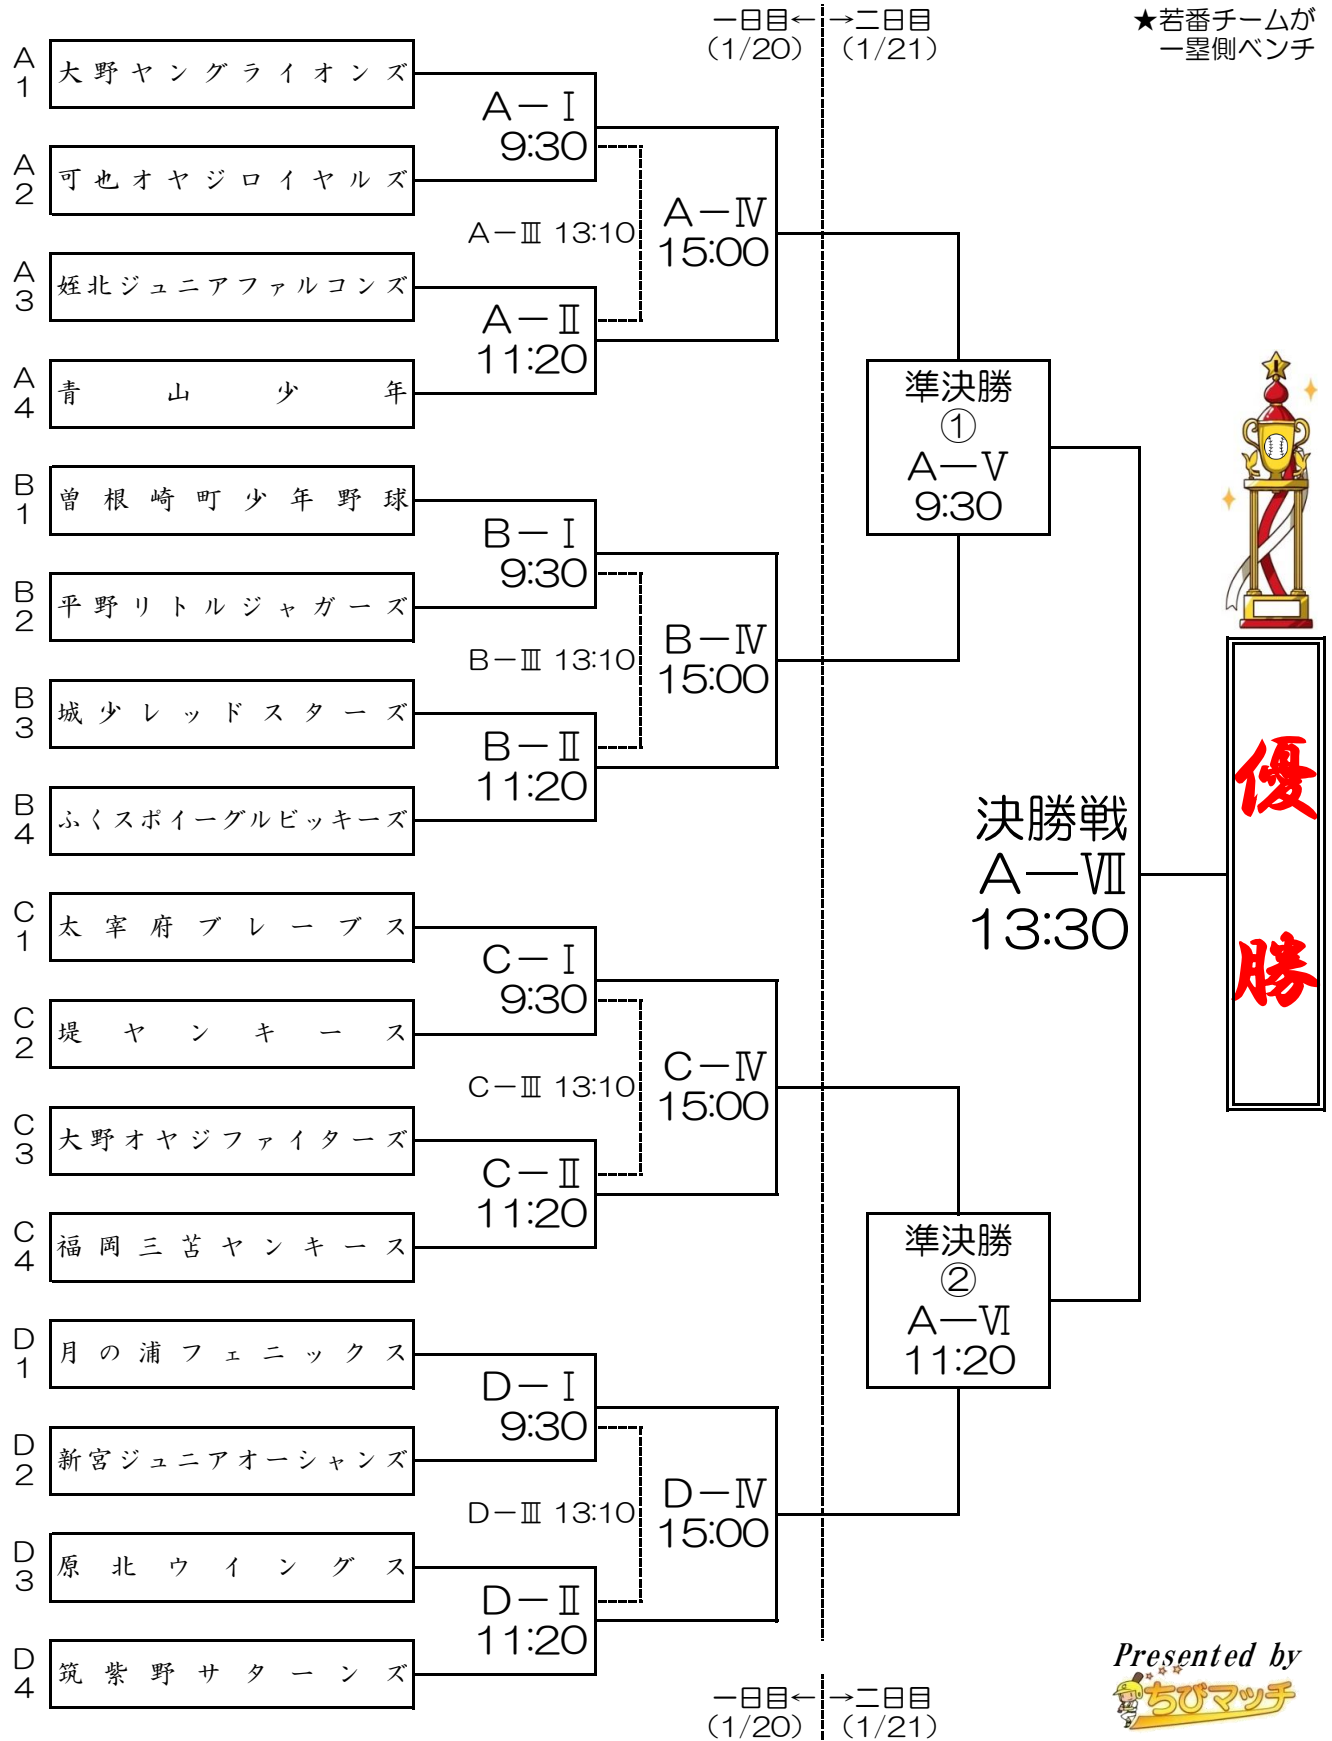 一日目← →二日目
(1/20) (1/21)
★若番チームが
一塁側ベンチ
A1 大野ヤングライオンズ
A－Ⅰ
9:30
A2 可也オヤジロイヤルズ
A－Ⅲ 13:10
A－Ⅳ
15:00
A3 姪北ジュニアファルコンズ
A－Ⅱ
11:20
A4 青山少年
準決勝
①
A―Ⅴ
9:30
B1 曽根崎町少年野球
B－Ⅰ
9:30
B2 平野リトルジャガーズ
B－Ⅲ 13:10
B－Ⅳ
15:00
B3 城少レッドスターズ
B－Ⅱ
11:20
B4 ふくスポイーグルビッキーズ
決勝戦
A―Ⅶ
13:30
優勝
C1 太宰府ブレーブス
C－Ⅰ
9:30
C2 堤ヤンキース
C－Ⅲ 13:10
C－Ⅳ
15:00
C3 大野オヤジファイターズ
C－Ⅱ
11:20
C4 福岡三苫ヤンキース
準決勝
②
A―Ⅵ
11:20
D1 月の浦フェニックス
D－Ⅰ
9:30
D2 新宮ジュニアオーシャンズ
D－Ⅲ 13:10
D－Ⅳ
15:00
D3 原北ウイングス
D－Ⅱ
11:20
D4 筑紫野サターンズ
一日目← →二日目
(1/20) (1/21)
Presented by
ちびマッチ